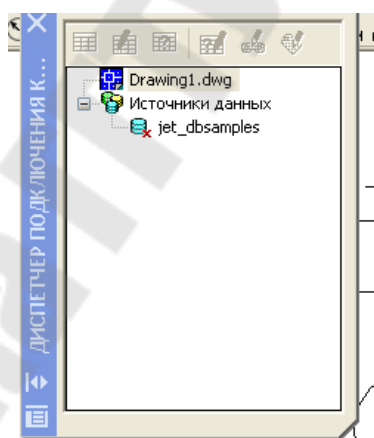 ДИСПЕТЧЕР ПОДКЛЮЧЕНИЯ К...
Drawing1.dwg
Источники данных
jet_dbsamples